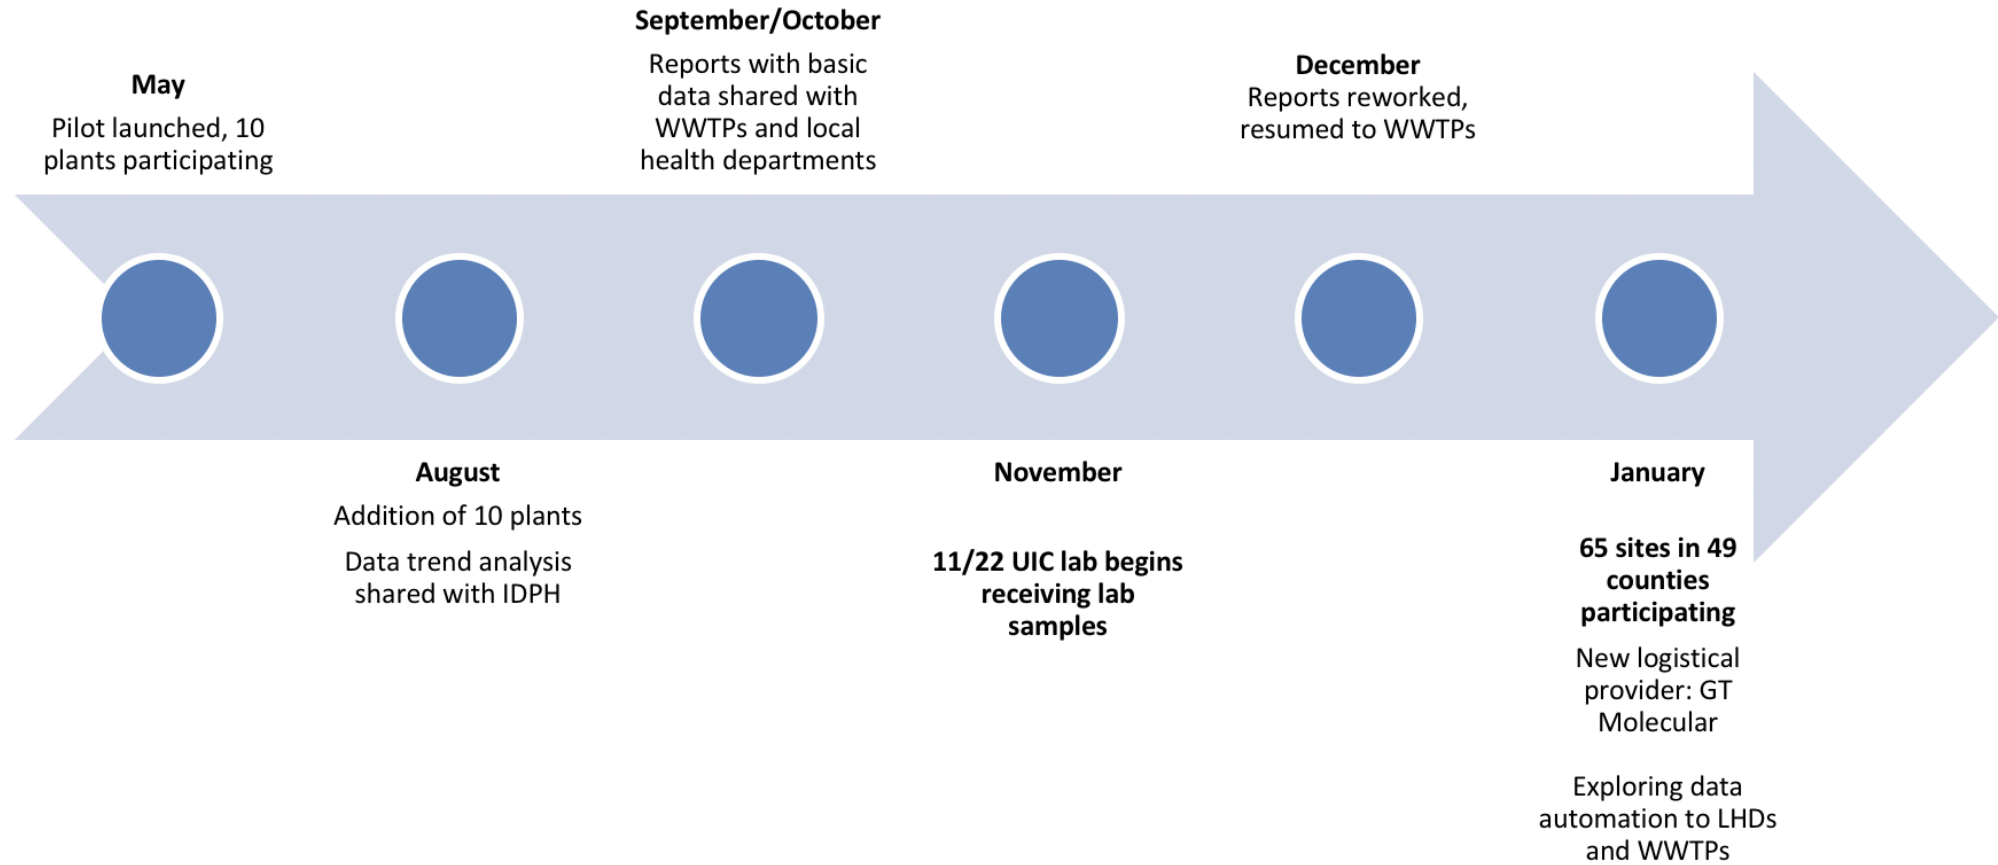 May
Pilot launched, 10
plants participating
August
Addition of 10 plants
Data trend analysis
shared with IDPH
September/October
Reports with basic
data shared with
WWTPs and local
health departments
November
11/22 UIC lab begins
receiving lab
samples
December
Reports reworked,
resumed to WWTPs
January
65 sites in 49
counties
participating
New logistical
provider: GT
Molecular
Exploring data
automation to LHDs
and WWTPs